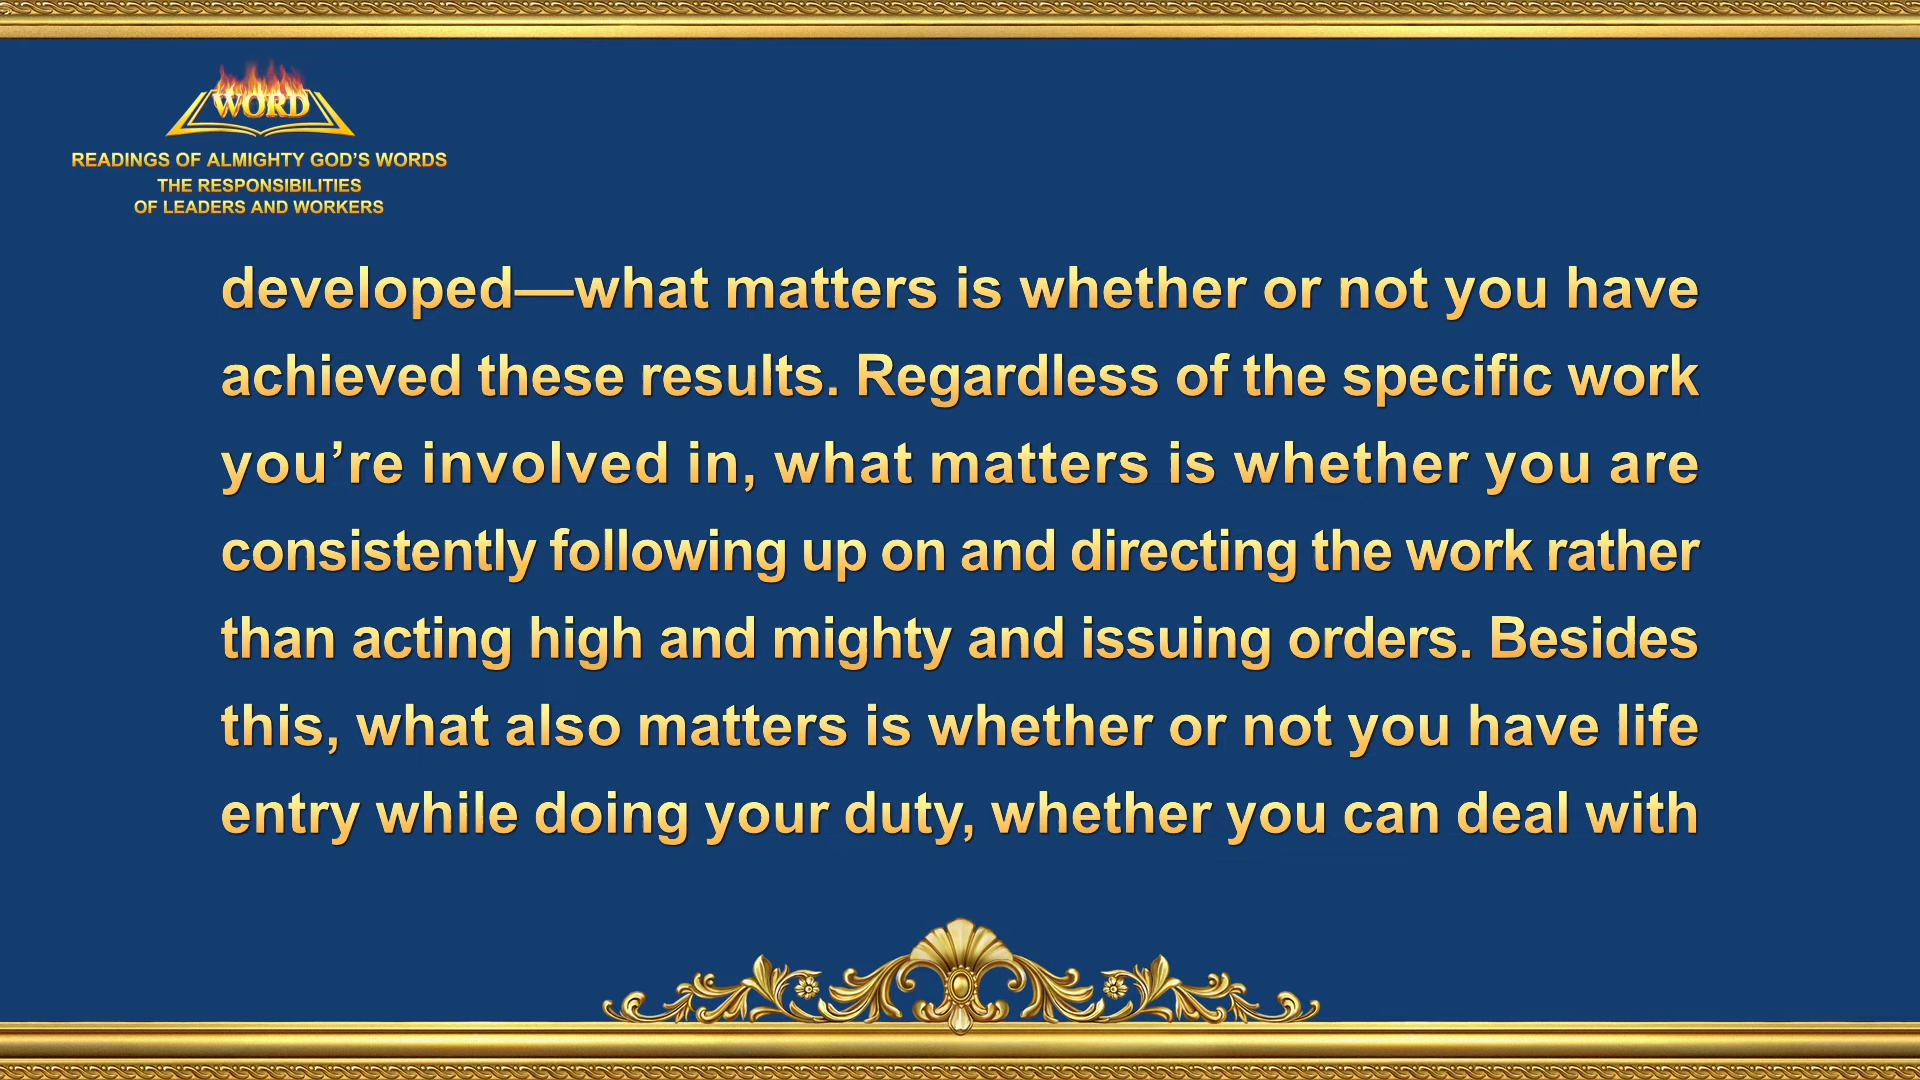 WORD
READINGS OF ALMIGHTY GOD’S WORDS
THE RESPONSIBILITIES
OF LEADERS AND WORKERS
developed—what matters is whether or not you have
achieved these results. Regardless of the specific work
you’re involved in, what matters is whether you are
consistently following up on and directing the work rather
than acting high and mighty and issuing orders. Besides
this, what also matters is whether or not you have life
entry while doing your duty, whether you can deal with